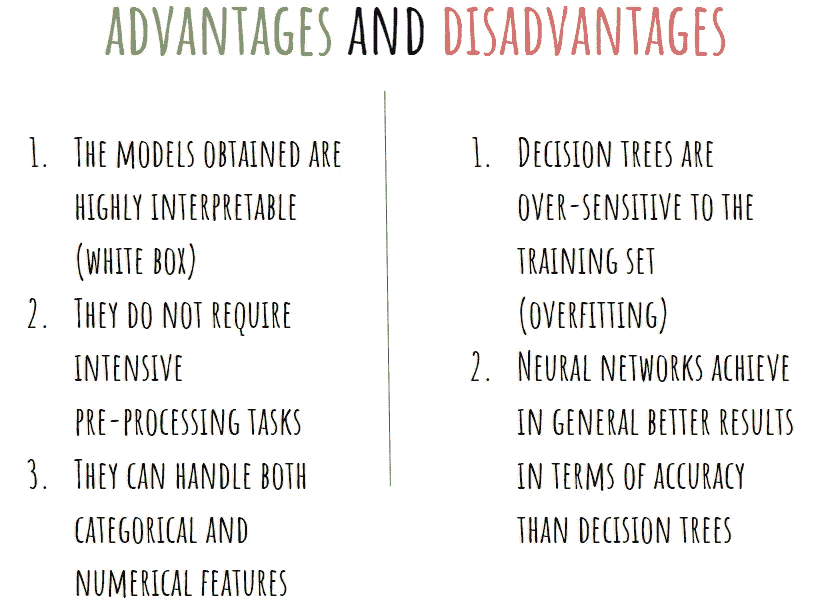 ADVANTAGES AND DISADVANTAGES
1. THE MODELS OBTAINED ARE
HIGHLY INTERPRETABLE
(WHITE BOX)
2. THEY DO NOT REQUIRE
INTENSIVE
PRE-PROCESSING TASKS
3. THEY CAN HANDLE BOTH
CATEGORICAL AND
NUMERICAL FEATURES
1. DECISION TREES ARE
OVER-SENSITIVE TO THE
TRAINING SET
(OVERFITTING)
2. NEURAL NETWORKS ACHIEVE
IN GENERAL BETTER RESULTS
IN TERMS OF ACCURACY
THAN DECISION TREES